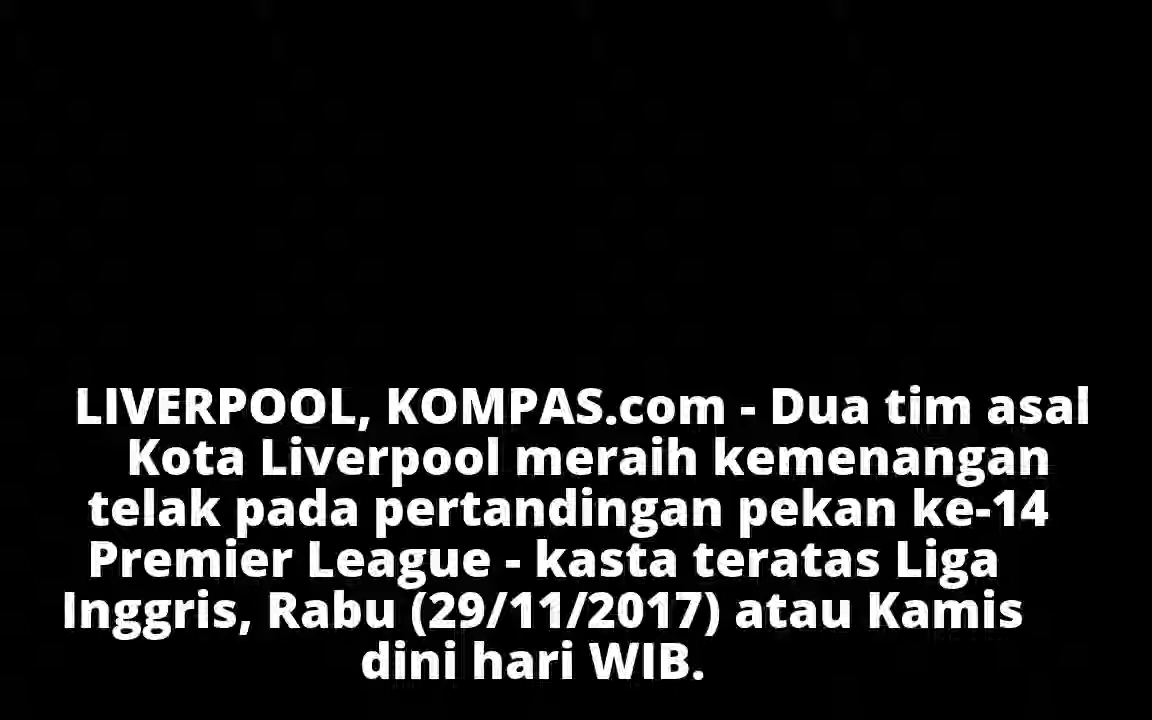 LIVERPOOL, KOMPAS.com - Dua tim asal
Kota Liverpool meraih kemenangan
telak pada pertandingan pekan ke-14
Premier League - kasta teratas Liga
Inggris, Rabu (29/11/2017) atau Kamis
dini hari WIB.